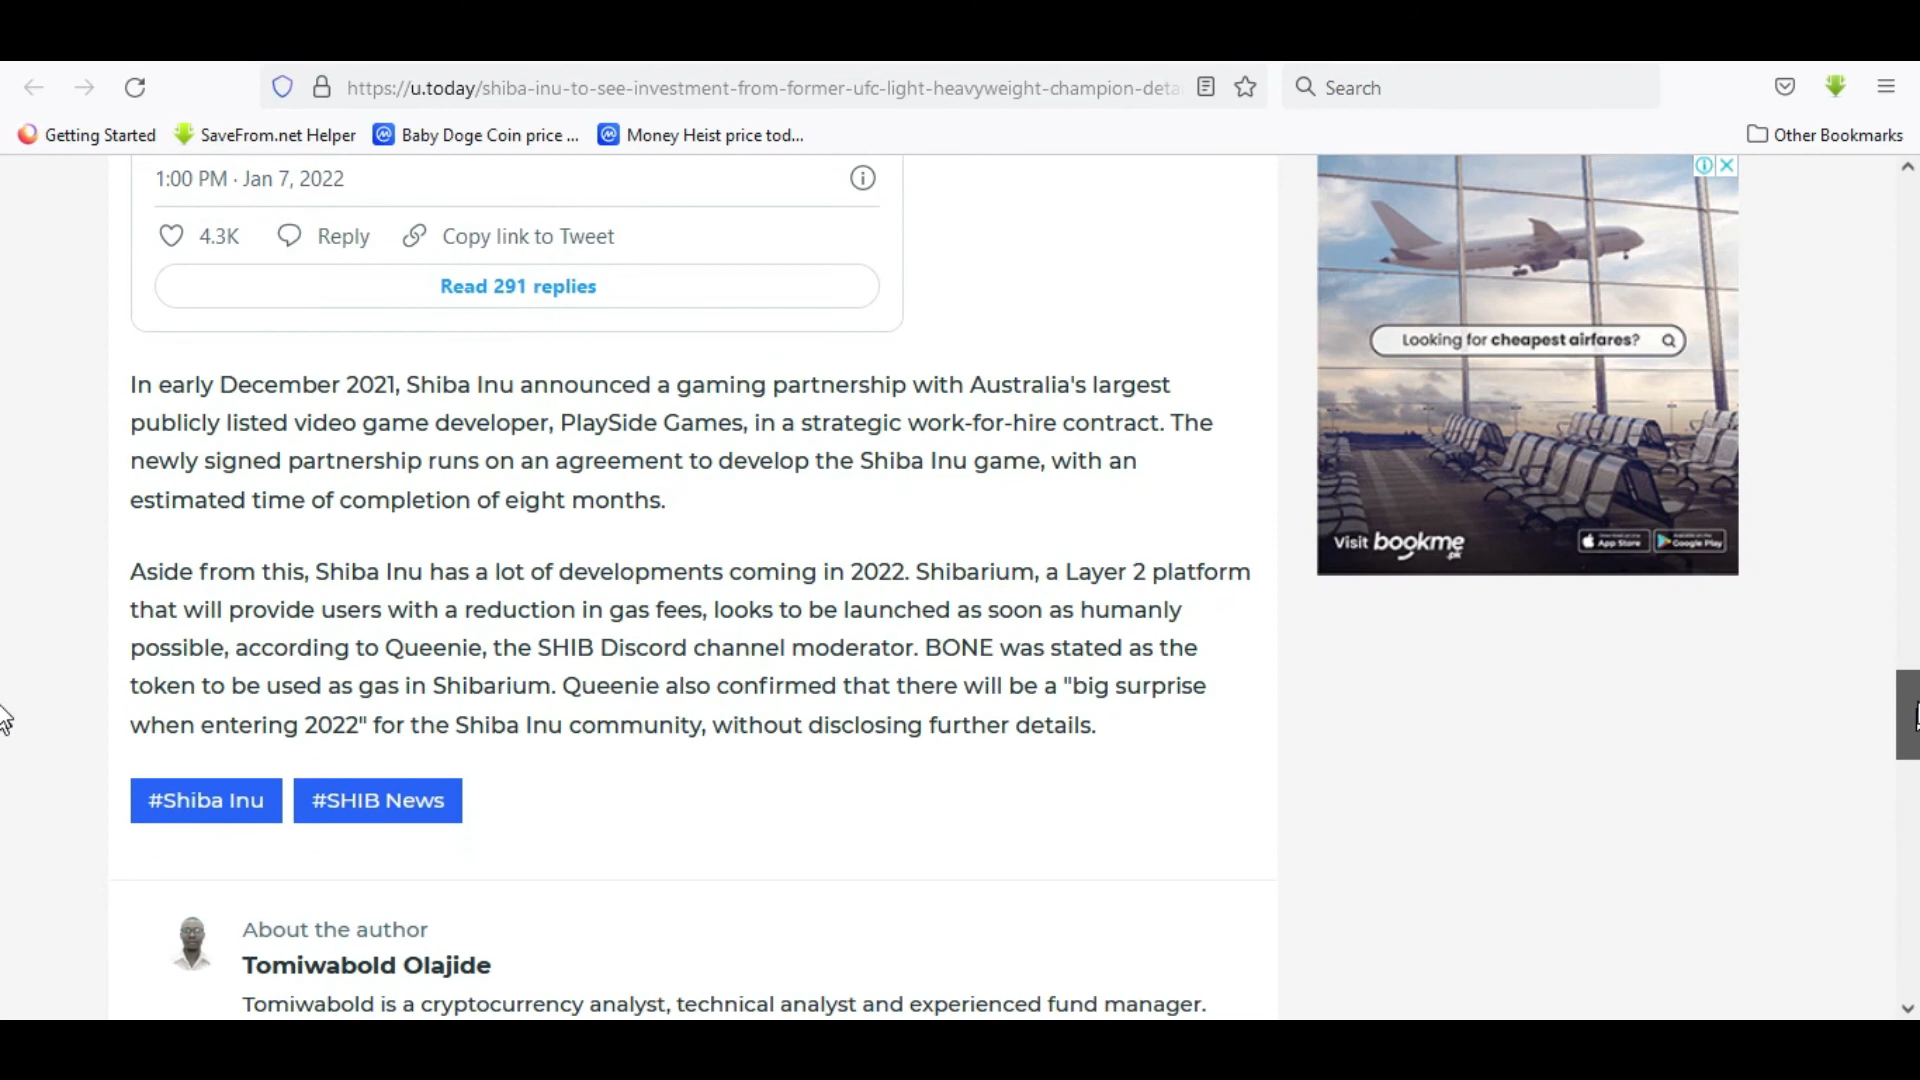 https://u.today/shiba-inu-to-see-investment-from-former-ufc-light-heavyweight-champion-deta
Search
Getting Started
SaveFrom.net Helper
Baby Doge Coin price ...
Money Heist price tod...
Other Bookmarks
1:00 PM · Jan 7, 2022
4.3K
Reply
Copy link to Tweet
Read 291 replies
In early December 2021, Shiba Inu announced a gaming partnership with Australia's largest
publicly listed video game developer, PlaySide Games, in a strategic work-for-hire contract. The
newly signed partnership runs on an agreement to develop the Shiba Inu game, with an
estimated time of completion of eight months.
Aside from this, Shiba Inu has a lot of developments coming in 2022. Shibarium, a Layer 2 platform
that will provide users with a reduction in gas fees, looks to be launched as soon as humanly
possible, according to Queenie, the SHIB Discord channel moderator. BONE was stated as the
token to be used as gas in Shibarium. Queenie also confirmed that there will be a "big surprise
when entering 2022" for the Shiba Inu community, without disclosing further details.
#Shiba Inu
#SHIB News
About the author
Tomiwabold Olajide
Tomiwabold is a cryptocurrency analyst, technical analyst and experienced fund manager.
Looking for cheapest airfares?
Visit bookme.pk
App Store
Google Play